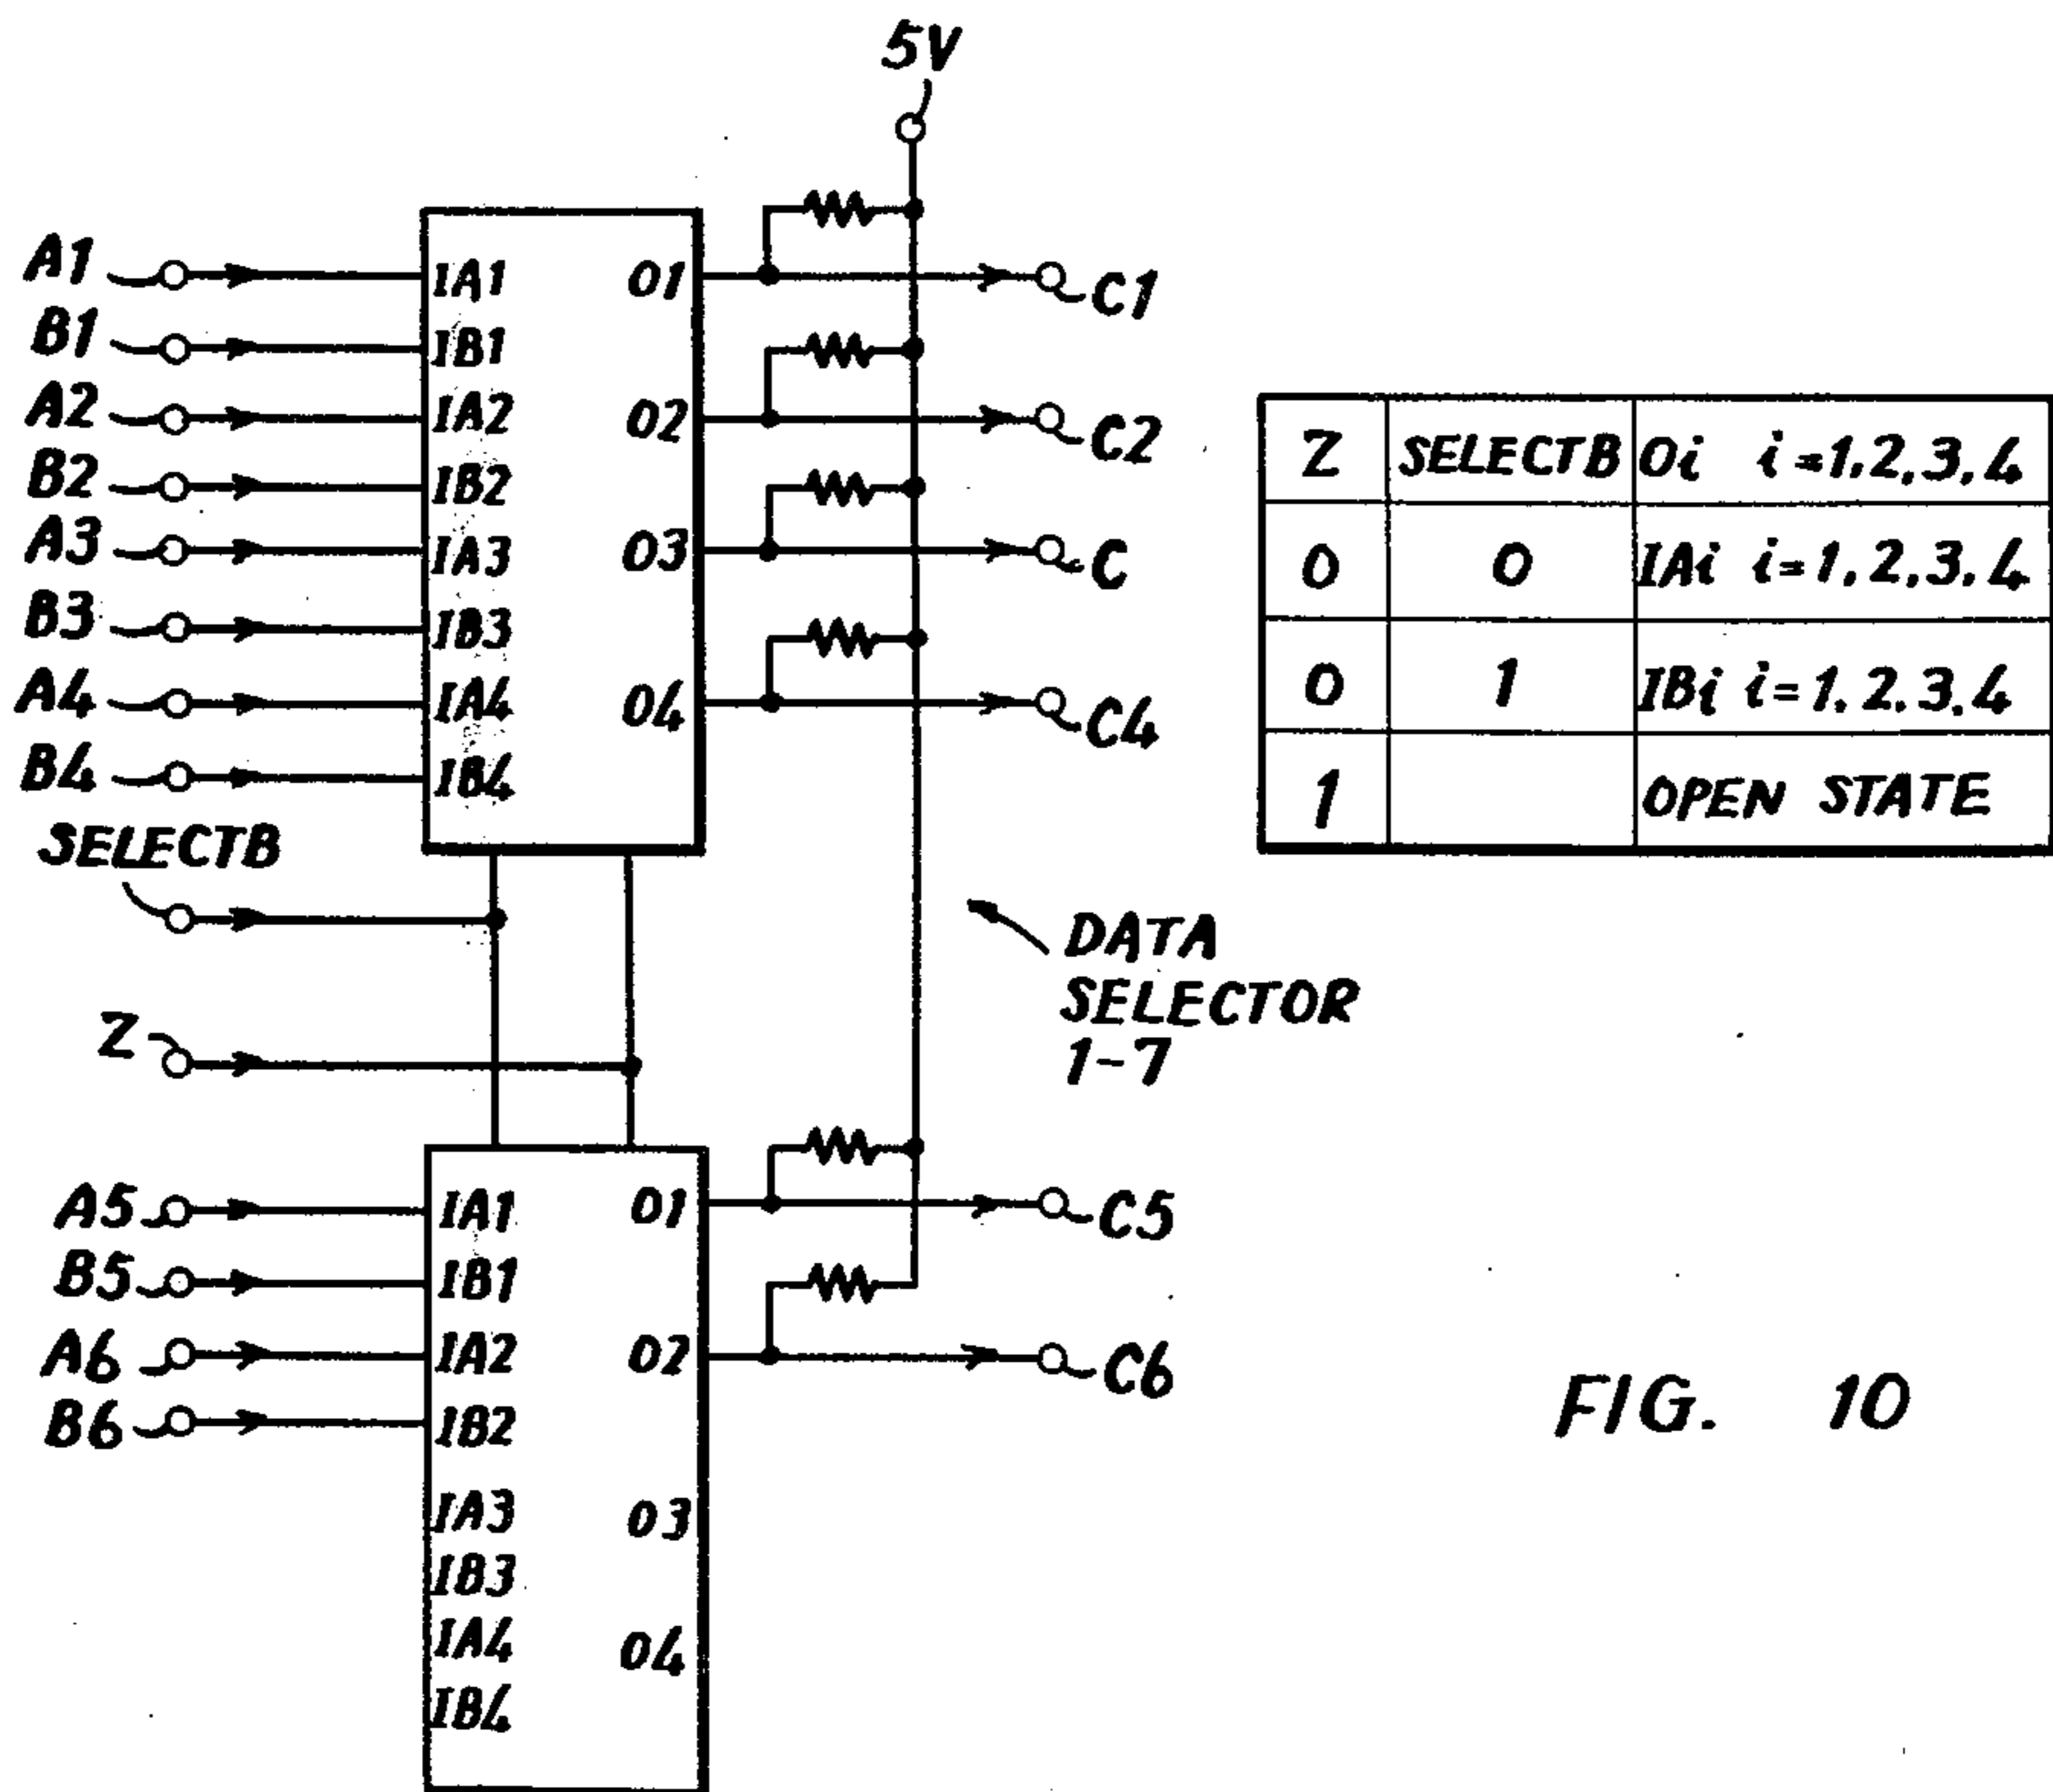 5V
A1
B1
A2
B2
A3
B3
A4
B4
SELECTB
Z
IA1
IB1
IA2
IB2
IA3
IB3
IA4
IB4
O1
O2
O3
O4
C1
C2
C
C4
Z SELECTB Oi i=1,2,3,4
0 0 IAi i=1,2,3,4
0 1 IBi i=1,2,3,4
1 OPEN STATE
DATA
SELECTOR
1-7
A5
B5
A6
B6
IA1
IB1
IA2
IB2
IA3
IB3
IA4
IB4
O1
O2
O3
O4
C5
C6
FIG. 10